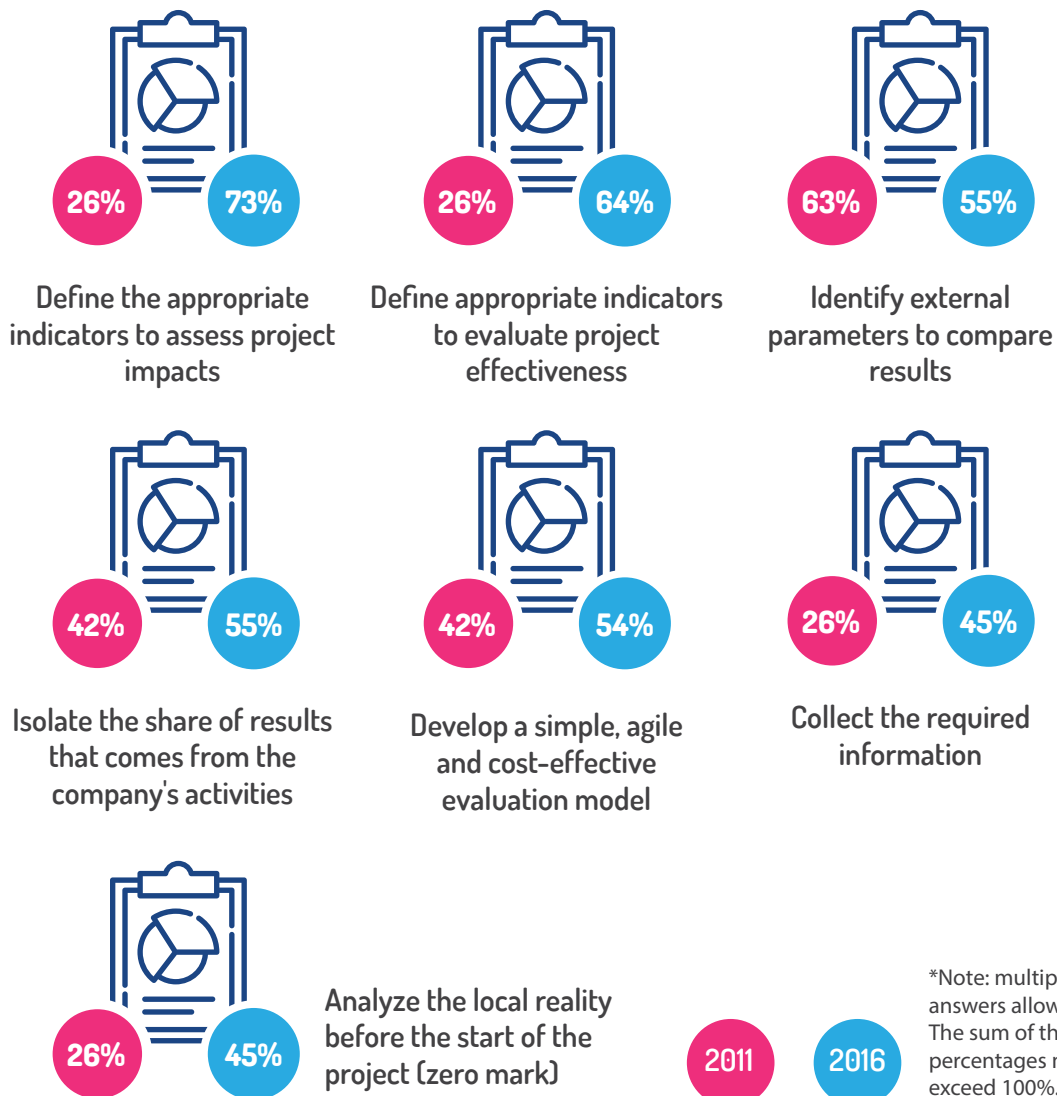 26%
73%
Define the appropriate
indicators to assess project
impacts
26%
64%
Define appropriate indicators
to evaluate project
effectiveness
63%
55%
Identify external
parameters to compare
results
42%
55%
Isolate the share of results
that comes from the
company's activities
42%
54%
Develop a simple, agile
and cost-effective
evaluation model
26%
45%
Collect the required
information
26%
45%
Analyze the local reality
before the start of the
project (zero mark)
2011
2016
*Note:
answers
The sum of
percentages
exceed 100%.